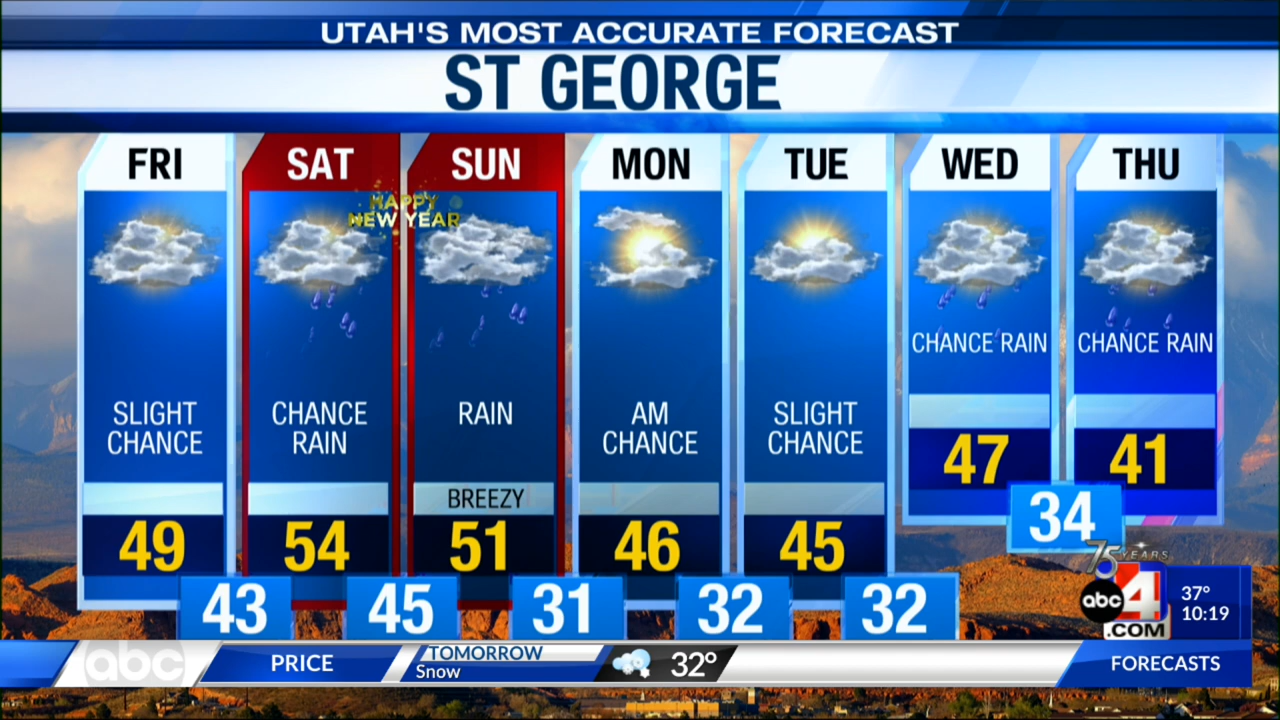 UTAH'S MOST ACCURATE FORECAST
ST GEORGE
FRI
SAT
SUN
MON
TUE
WED
THU
HAPPY
NEW YEAR
SLIGHT
CHANCE
CHANCE
RAIN
RAIN
AM
CHANCE
SLIGHT
CHANCE
CHANCE RAIN
CHANCE RAIN
BREEZY
49
54
51
46
45
47
41
43
45
31
32
32
34
75 YEARS
abc
4
.COM
37°
10:19
abc
PRICE
TOMORROW
Snow
32°
FORECASTS